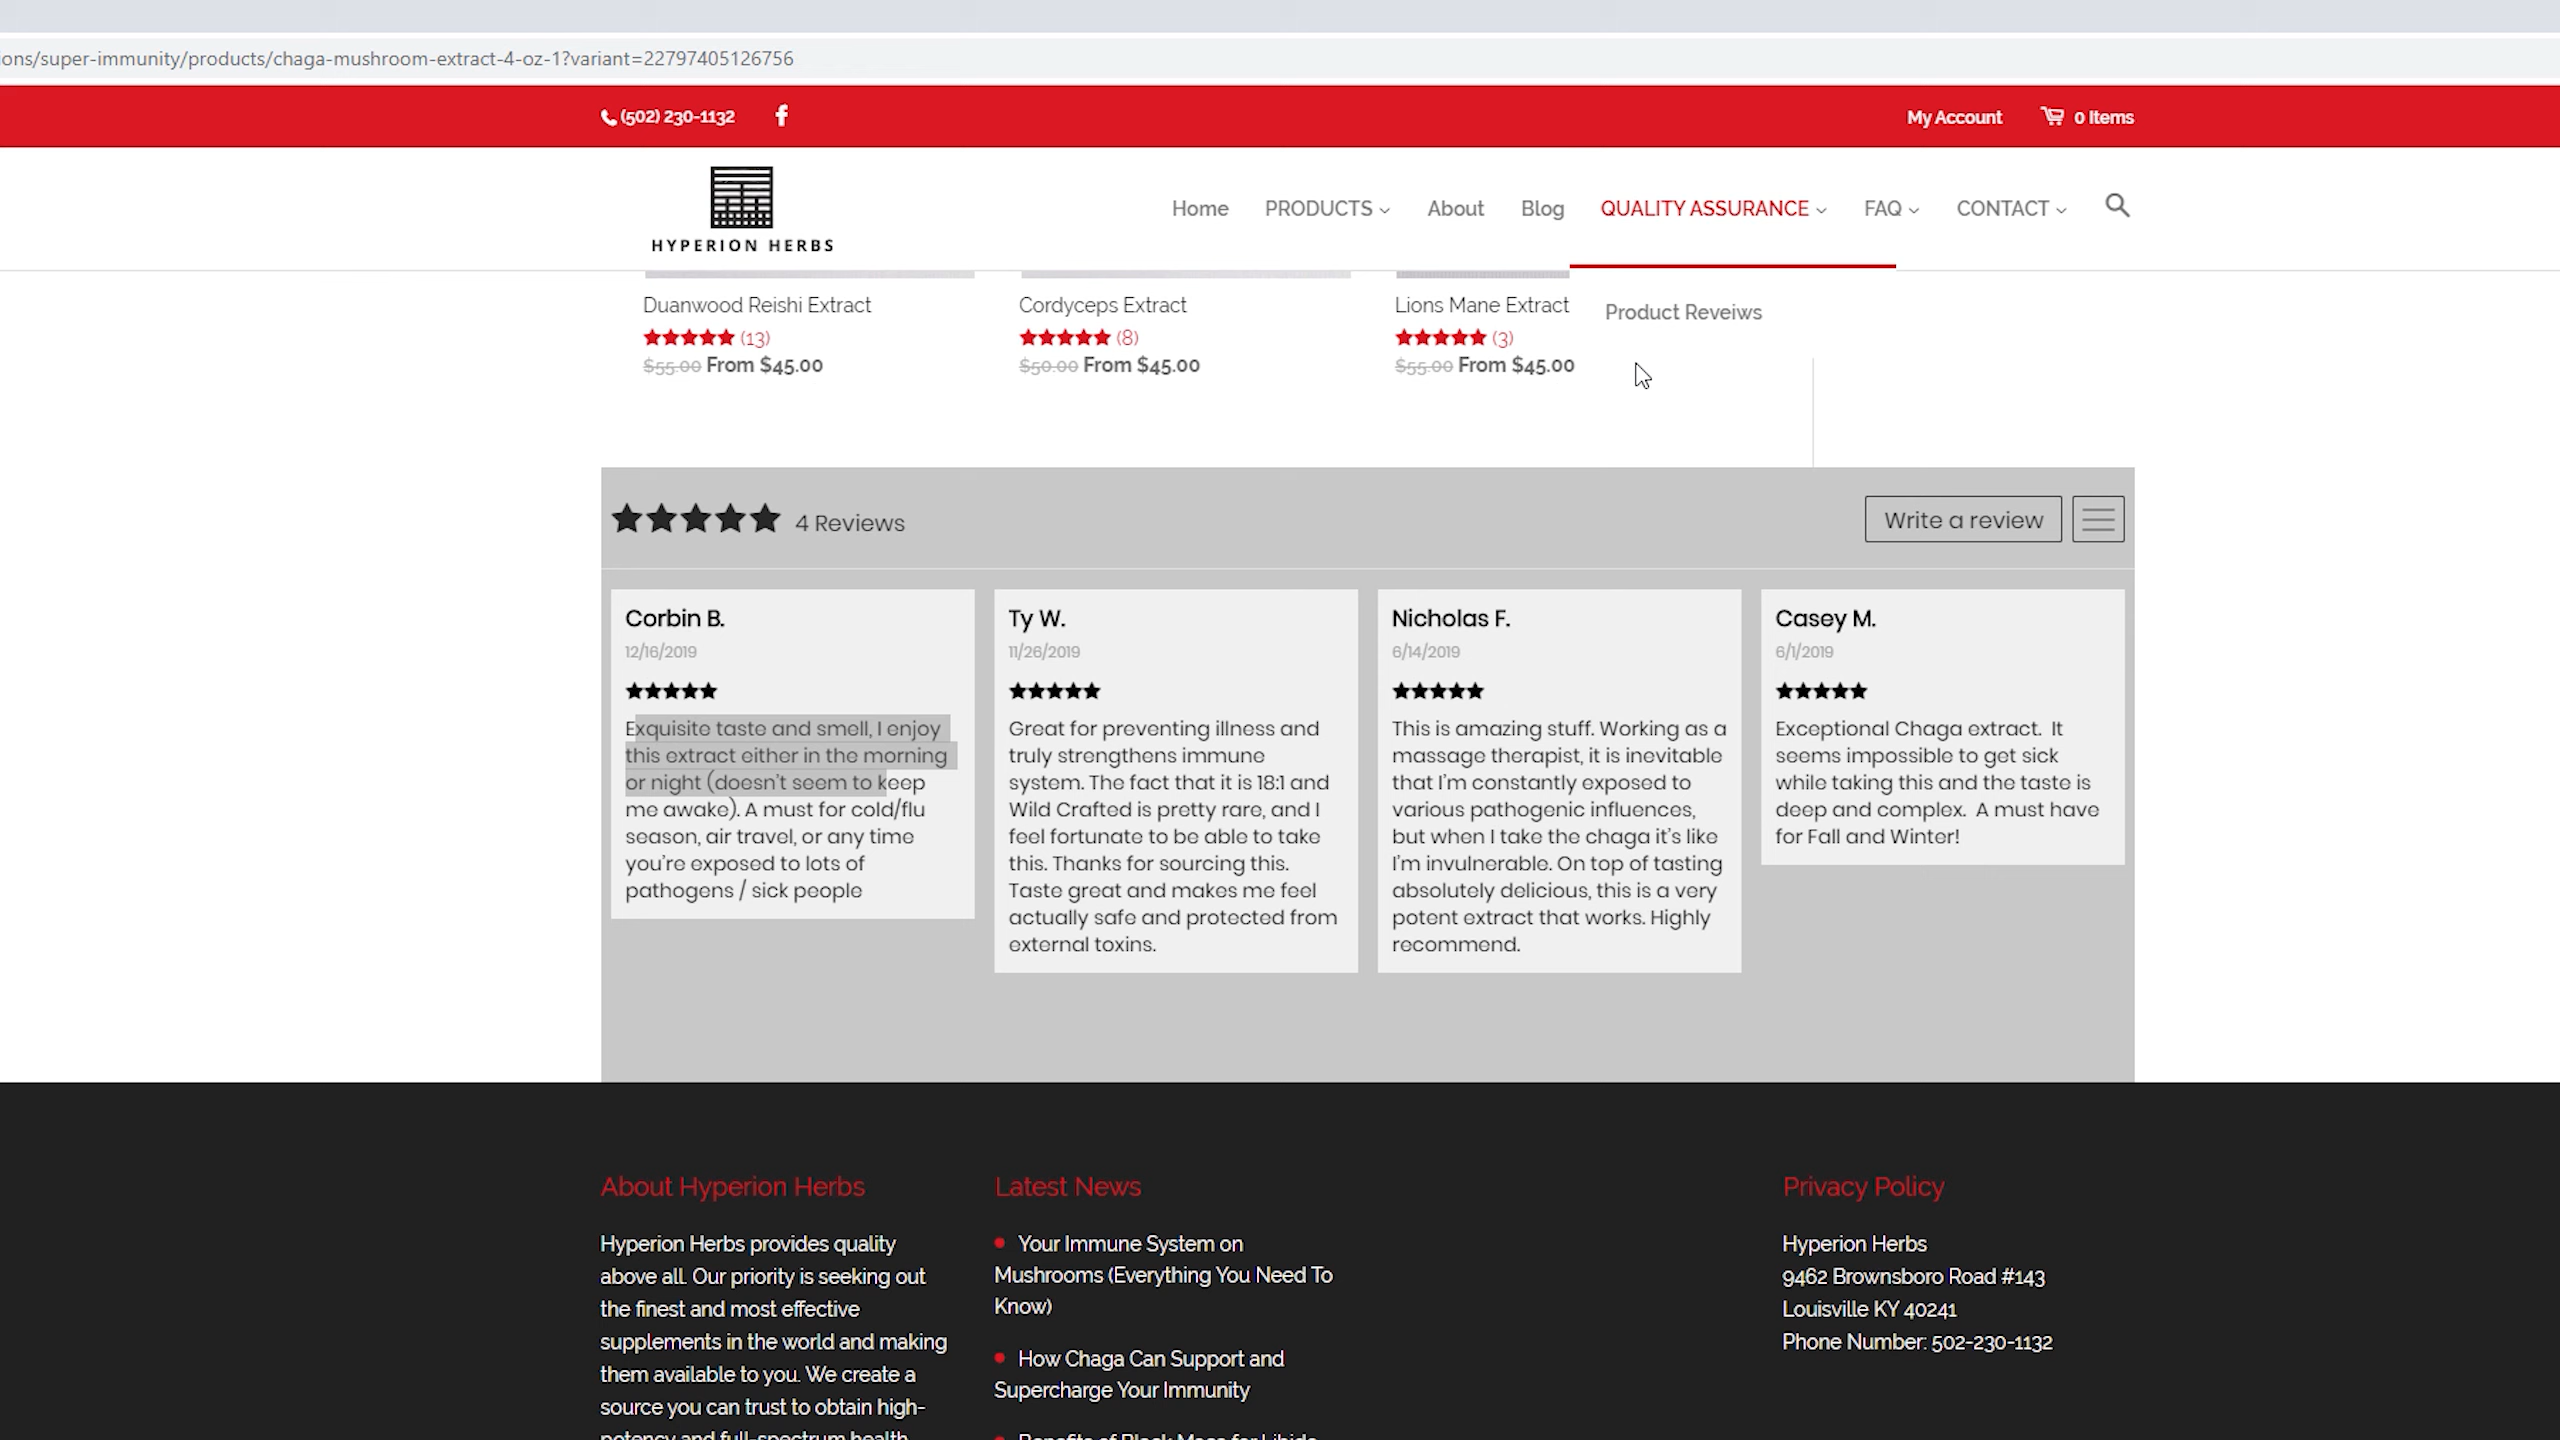 ons/super-immunity/products/chaga-mushroom-extract-4-oz-1?variant=22797405126756
(502) 230-1132
My Account
0 Items
HYPERION HERBS
Home
PRODUCTS
About
Blog
QUALITY ASSURANCE
FAQ
CONTACT
Product Reveiws
Duanwood Reishi Extract
(13)
$55.00 From $45.00
Cordyceps Extract
(8)
$50.00 From $45.00
Lions Mane Extract
(3)
$55.00 From $45.00
4 Reviews
Write a review
Corbin B.
12/16/2019
Exquisite taste and smell, I enjoy
this extract either in the morning
or night (doesn't seem to keep
me awake). A must for cold/flu
season, air travel, or any time
you're exposed to lots of
pathogens / sick people
Ty W.
11/26/2019
Great for preventing illness and
truly strengthens immune
system. The fact that it is 18:1 and
Wild Crafted is pretty rare, and I
feel fortunate to be able to take
this. Thanks for sourcing this.
Taste great and makes me feel
actually safe and protected from
external toxins.
Nicholas F.
6/14/2019
This is amazing stuff. Working as a
massage therapist, it is inevitable
that I'm constantly exposed to
various pathogenic influences,
but when I take the chaga it's like
I'm invulnerable. On top of tasting
absolutely delicious, this is a very
potent extract that works. Highly
recommend.
Casey M.
6/1/2019
Exceptional Chaga extract.  It
seems impossible to get sick
while taking this and the taste is
deep and complex.  A must have
for Fall and Winter!
About Hyperion Herbs
Hyperion Herbs provides quality
above all. Our priority is seeking out
the finest and most effective
supplements in the world and making
them available to you. We create a
source you can trust to obtain high-
potency and full-spectrum health
Latest News
Your Immune System on
Mushrooms (Everything You Need To
Know)
How Chaga Can Support and
Supercharge Your Immunity
Benefits of Black Maca for Libido
Privacy Policy
Hyperion Herbs
9462 Brownsboro Road #143
Louisville KY 40241
Phone Number: 502-230-1132